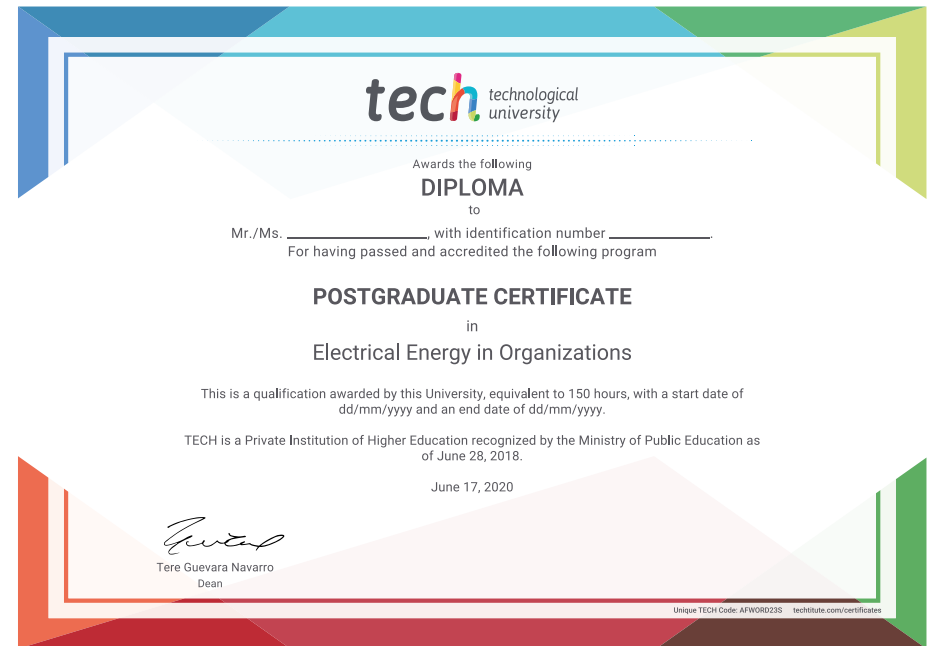 tech technological
university
Awards the following
DIPLOMA
to
Mr./Ms. ____________________, with identification number ______________.
For having passed and accredited the following program
POSTGRADUATE CERTIFICATE
in
Electrical Energy in Organizations
This is a qualification awarded by this University, equivalent to 150 hours, with a start date of
dd/mm/yyyy and an end date of dd/mm/yyyy.
TECH is a Private Institution of Higher Education recognized by the Ministry of Public Education as
of June 28, 2018.
June 17, 2020
Tere Guevara Navarro
Dean
Unique TECH Code: AFWORD23S techtitute.com/certificates